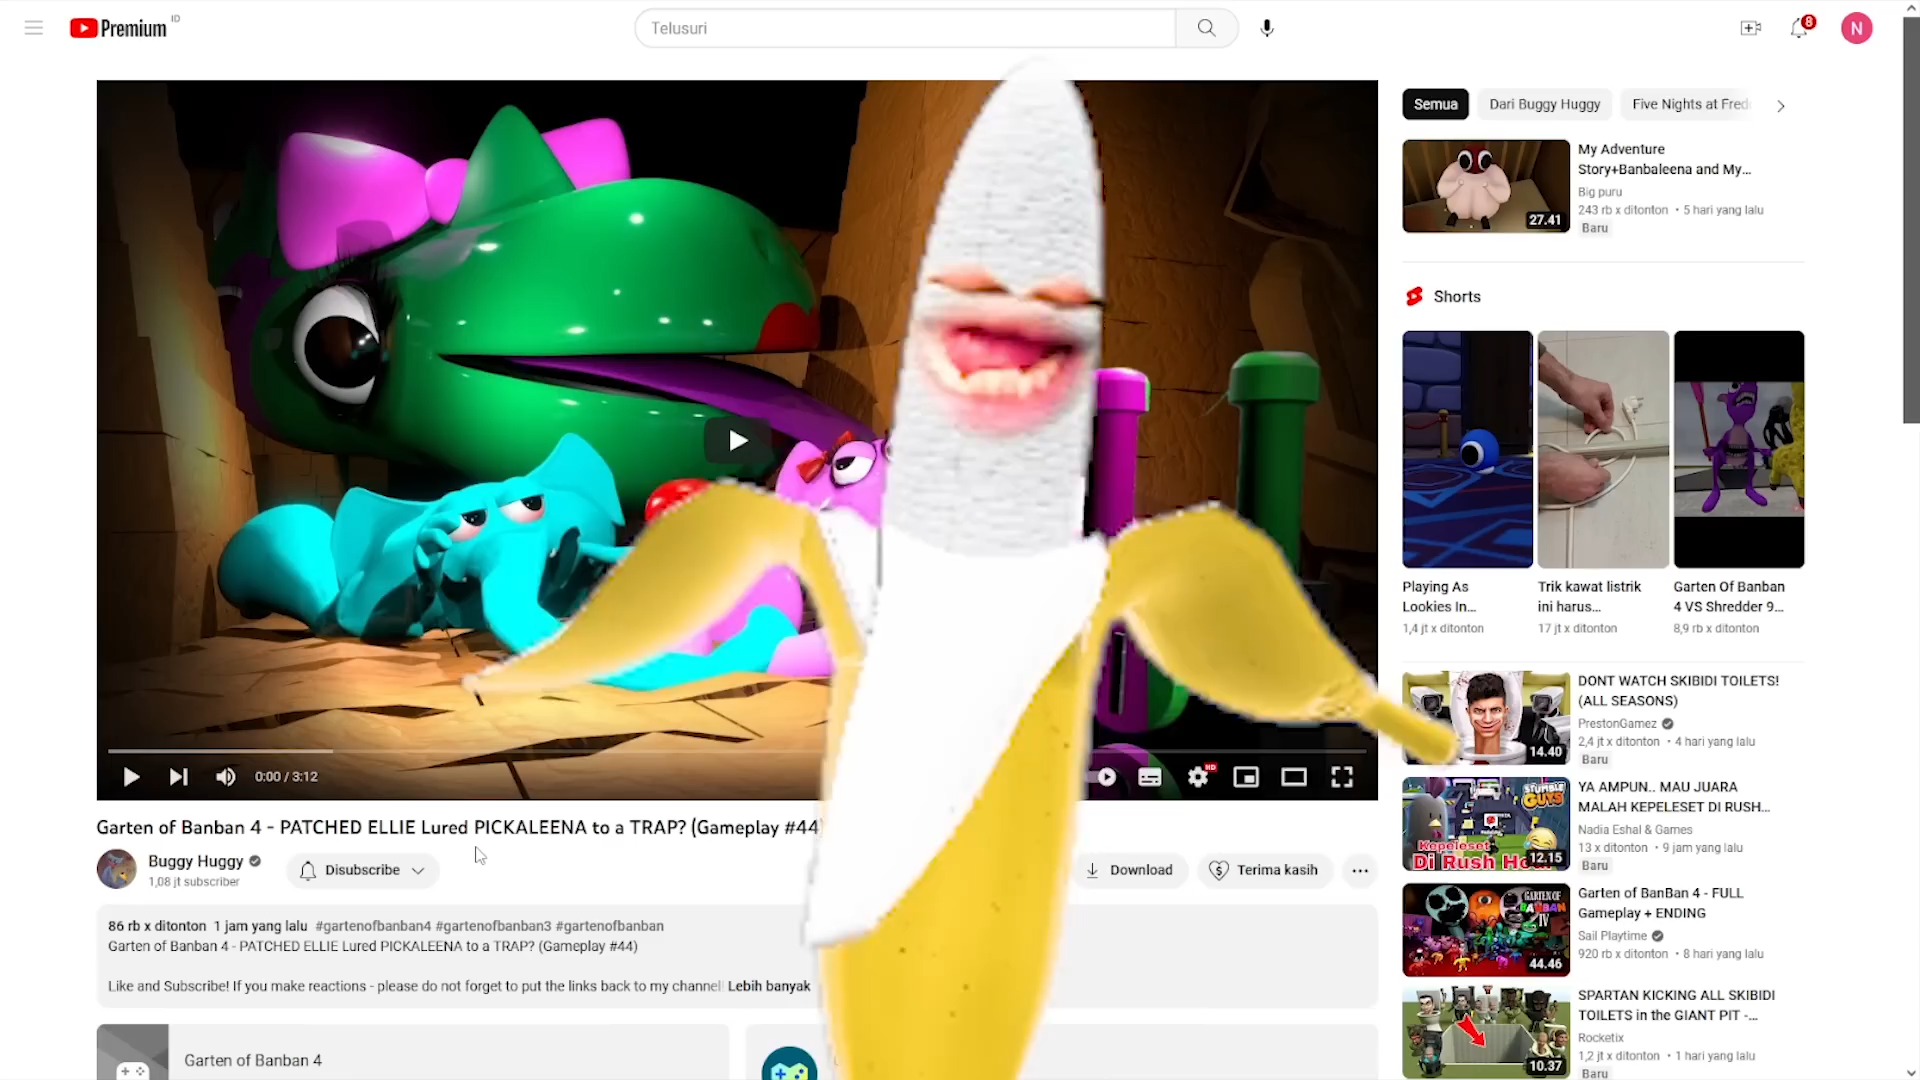 Premium
ID
Telusuri
8
N
Semua
Dari Buggy Huggy
Five Nights at Fred
My Adventure
Story+Banbaleena and My...
Big puru
243 rb x ditonton • 5 hari yang lalu
Baru
27.41
Shorts
Playing As
Lookies In...
1,4 jt x ditonton
Trik kawat listrik
ini harus...
17 jt x ditonton
Garten Of Banban
4 VS Shredder 9...
8,9 rb x ditonton
DONT WATCH SKIBIDI TOILETS!
(ALL SEASONS)
PrestonGamez
2,4 jt x ditonton • 4 hari yang lalu
Baru
14.40
YA AMPUN.. MAU JUARA
MALAH KEPELESET DI RUSH...
Nadia Eshal & Games
13 x ditonton • 9 jam yang lalu
Baru
STUMBLE
GUYS
Kepeleset
Di Rush Ho
12.15
Garten of BanBan 4 - FULL
Gameplay + ENDING
Sail Playtime
920 rb x ditonton • 8 hari yang lalu
GARTEN OF
BANBAN
IV
44.46
SPARTAN KICKING ALL SKIBIDI
TOILETS in the GIANT PIT -...
Rocketix
1,2 jt x ditonton • 1 hari yang lalu
Baru
10.37
0:00 / 3:12
HD
Garten of Banban 4 - PATCHED ELLIE Lured PICKALEENA to a TRAP? (Gameplay #44)
Buggy Huggy
1,08 jt subscriber
Disubscribe
Download
Terima kasih
86 rb x ditonton 1 jam yang lalu #gartenofbanban4 #gartenofbanban3 #gartenofbanban
Garten of Banban 4 - PATCHED ELLIE Lured PICKALEENA to a TRAP? (Gameplay #44)
Like and Subscribe! If you make reactions - please do not forget to put the links back to my channel! Lebih banyak
Garten of Banban 4